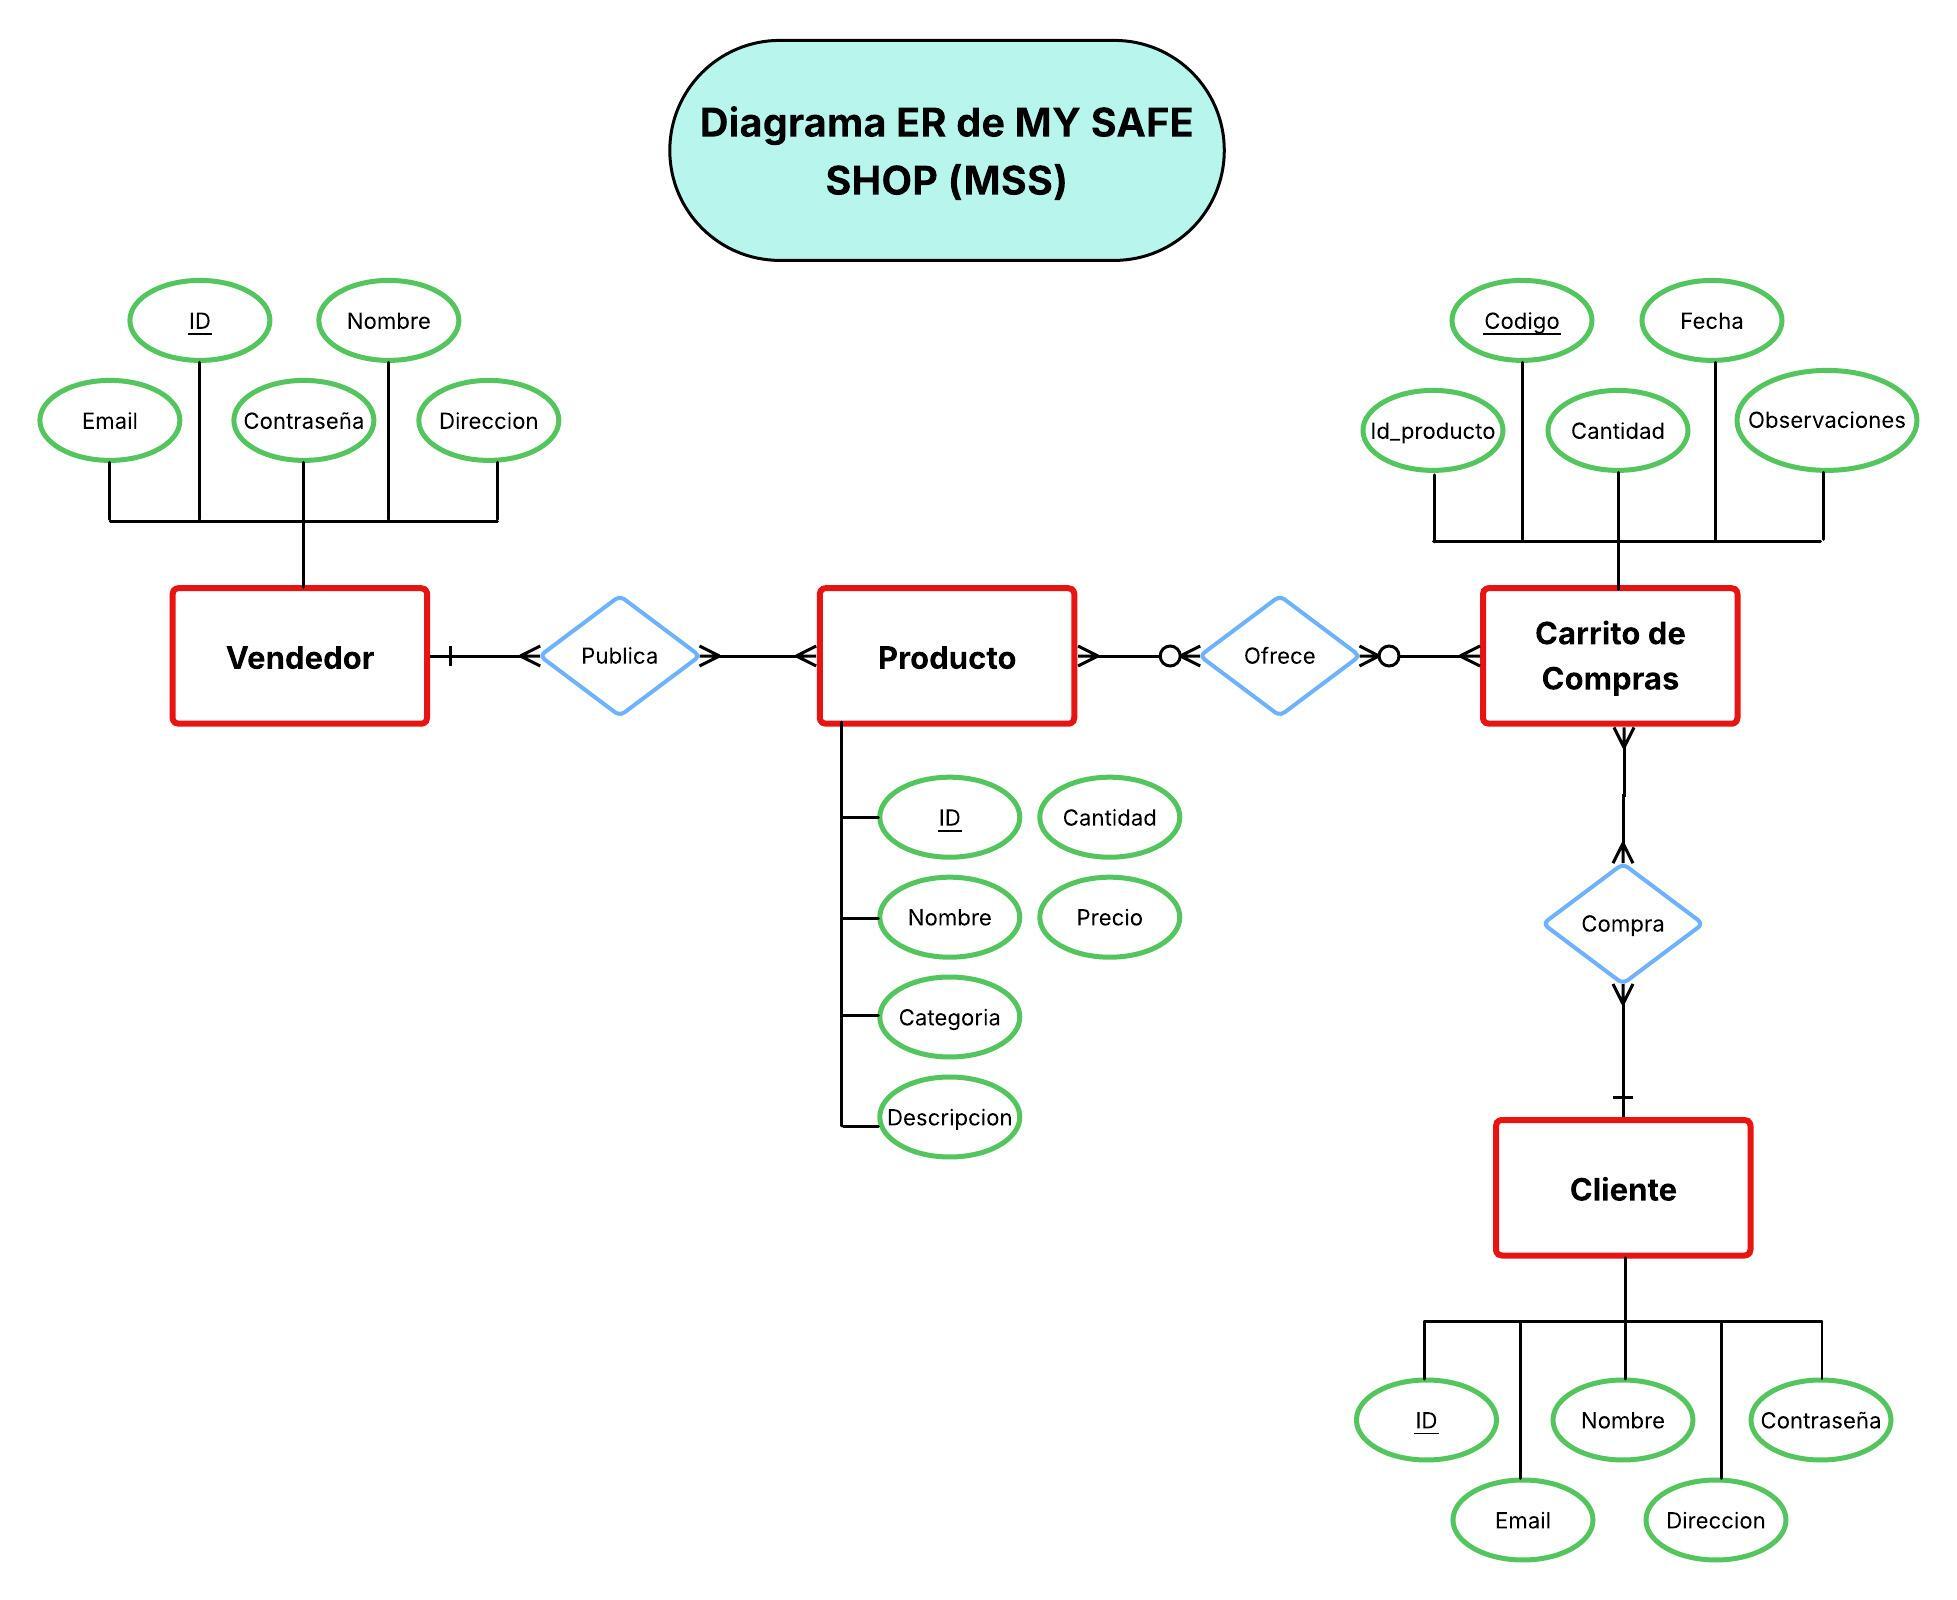 Diagrama ER de MY SAFE
SHOP (MSS)
ID
Nombre
Email
Contraseña
Direccion
Codigo
Fecha
Id_producto
Cantidad
Observaciones
Vendedor
Publica
Producto
Ofrece
Carrito de
Compras
ID
Cantidad
Nombre
Precio
Categoria
Descripcion
Compra
Cliente
ID
Nombre
Contraseña
Email
Direccion